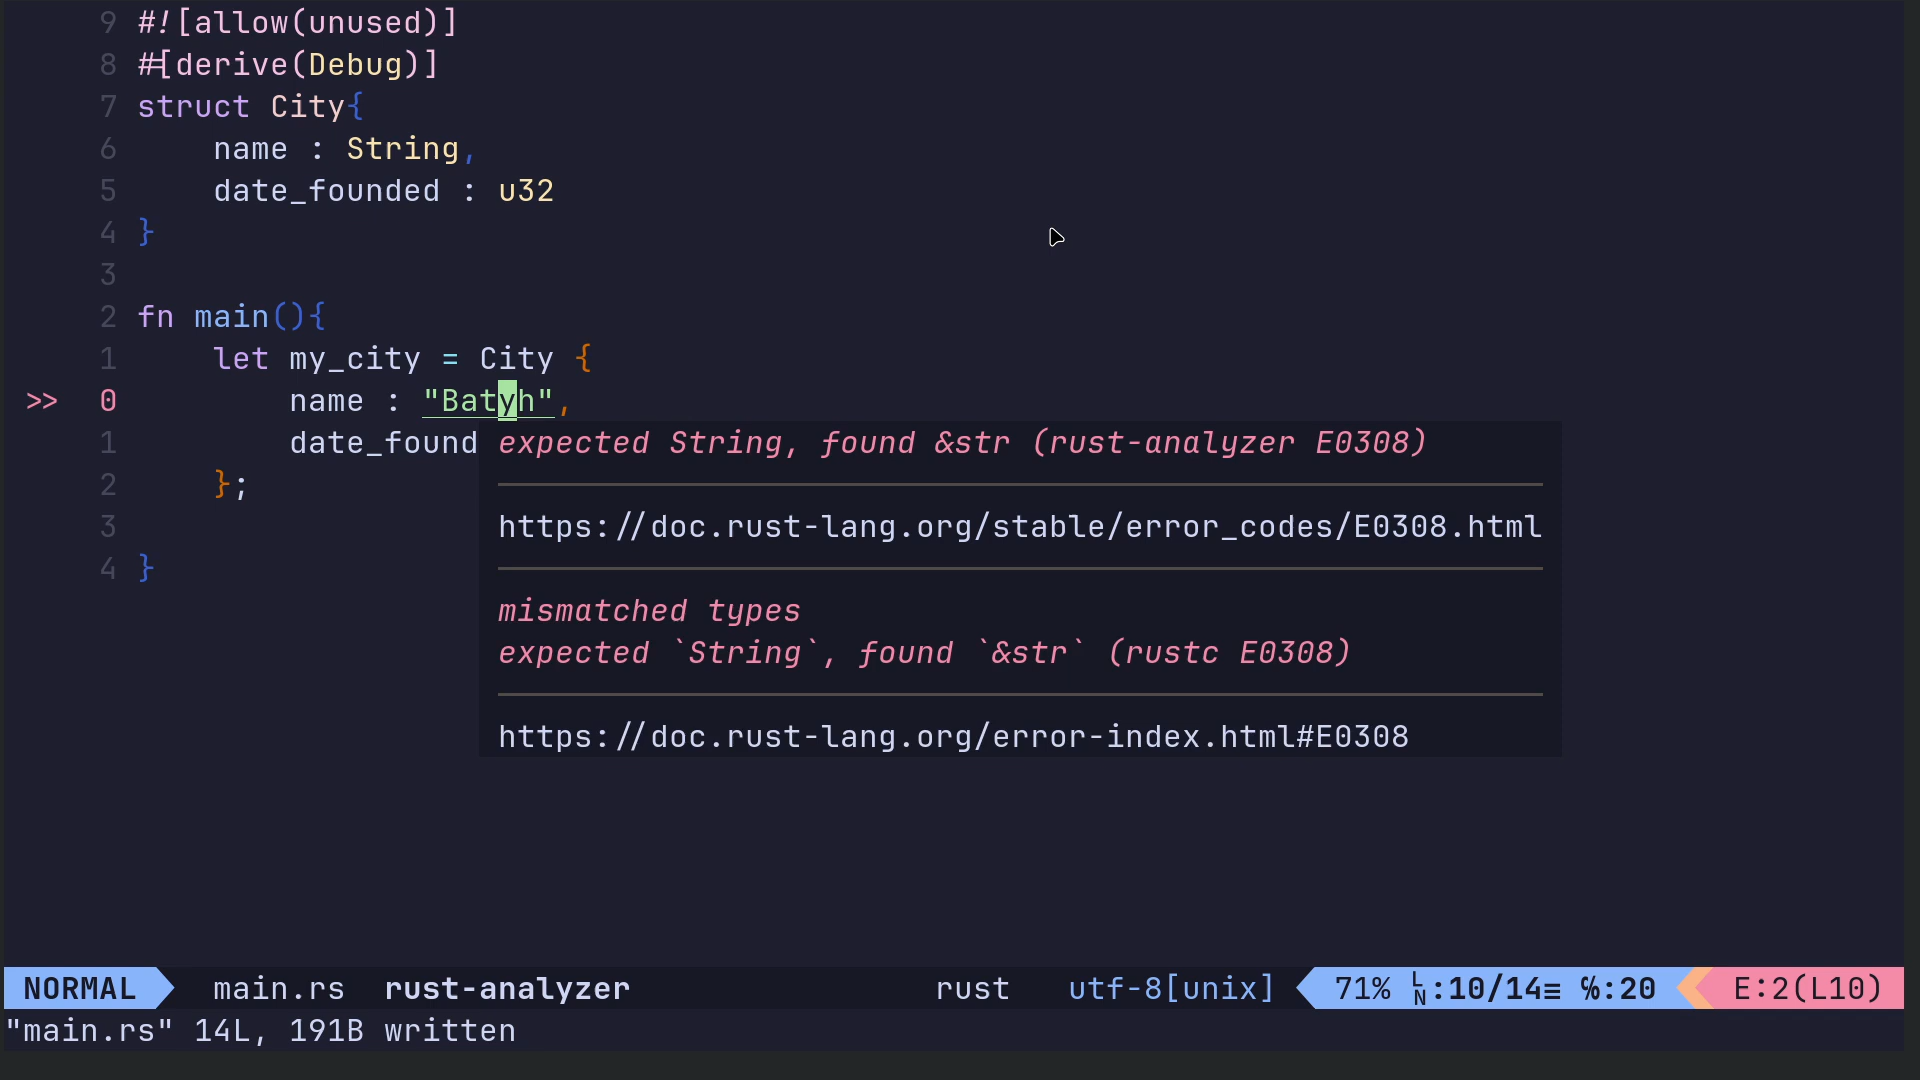 9 #![allow(unused)]
8 #[derive(Debug)]
7 struct City{
6     name : String,
5     date_founded : u32
4 }
3
2 fn main(){
1     let my_city = City {
>> 0         name : "Batyh",
1         date_found
expected String, found &str (rust-analyzer E0308)
2     };
https://doc.rust-lang.org/stable/error_codes/E0308.html
3
4 }
mismatched types
expected `String`, found `&str` (rustc E0308)
https://doc.rust-lang.org/error-index.html#E0308
NORMAL main.rs rust-analyzer rust utf-8[unix] 71% LN:10/14≡ ℅:20 E:2(L10)
"main.rs" 14L, 191B written